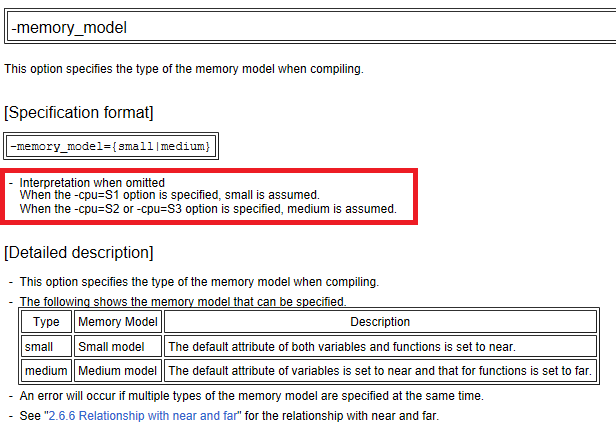 -memory_model
This option specifies the type of the memory model when compiling.
[Specification format]
-memory_model={small|medium}
- Interpretation when omitted
When the -cpu=S1 option is specified, small is assumed.
When the -cpu=S2 or -cpu=S3 option is specified, medium is assumed.
[Detailed description]
- This option specifies the type of the memory model when compiling.
- The following shows the memory model that can be specified.
Type Memory Model Description
small Small model The default attribute of both variables and functions is set to near.
medium Medium model The default attribute of variables is set to near and that for functions is set to far.
- An error will occur if multiple types of the memory model are specified at the same time.
- See "2.6.6 Relationship with near and far" for the relationship with near and far.